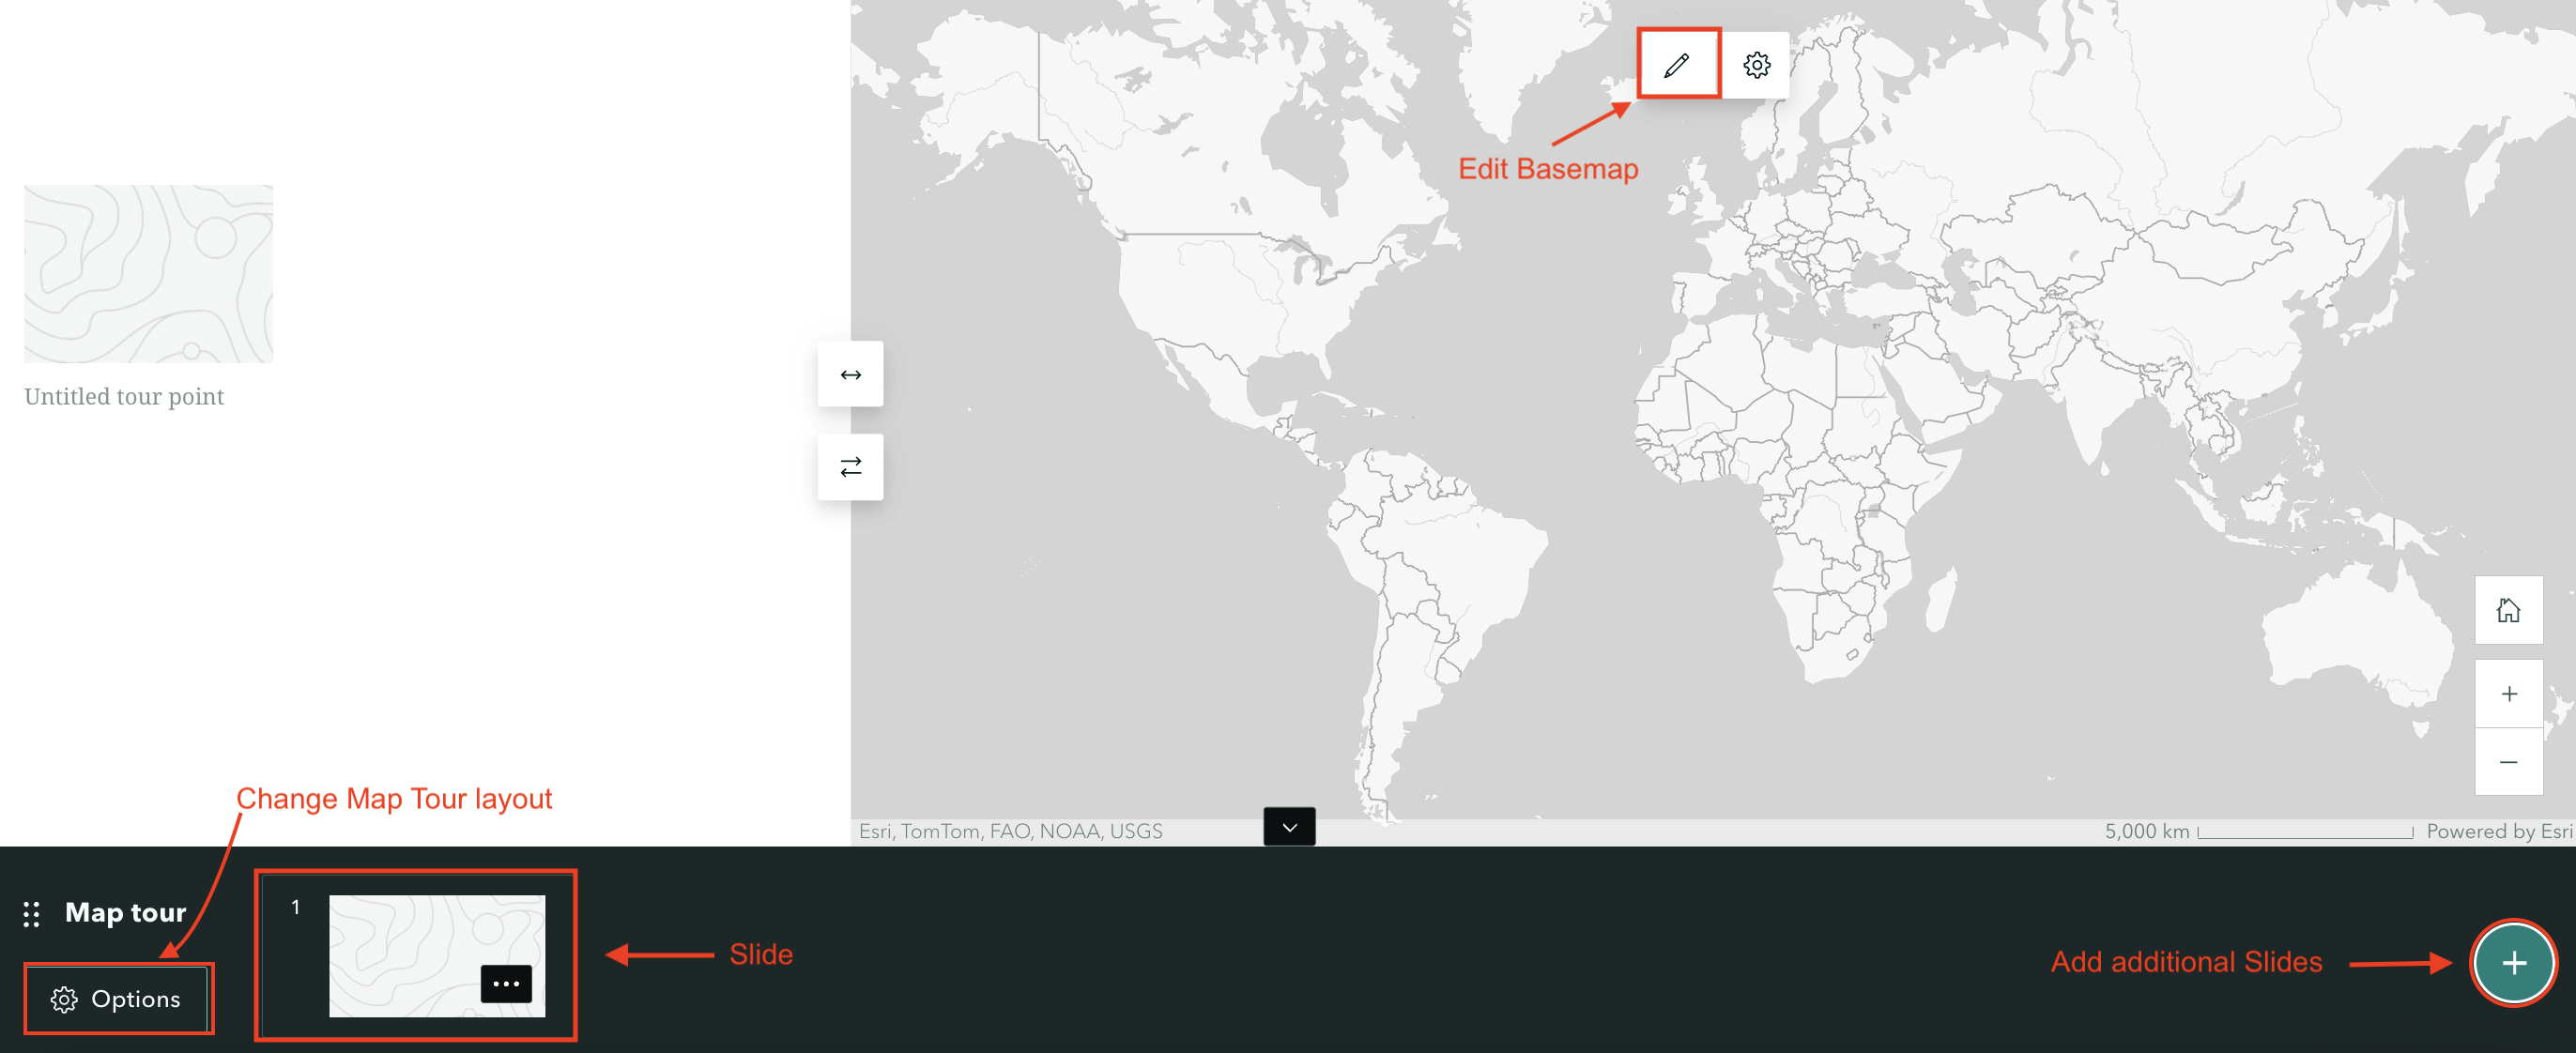 Edit Basemap
Untitled tour point
Change Map Tour layout
Esri, TomTom, FAO, NOAA, USGS
5,000 km
Powered by Esri
Map tour
1
Slide
Add additional Slides
Options